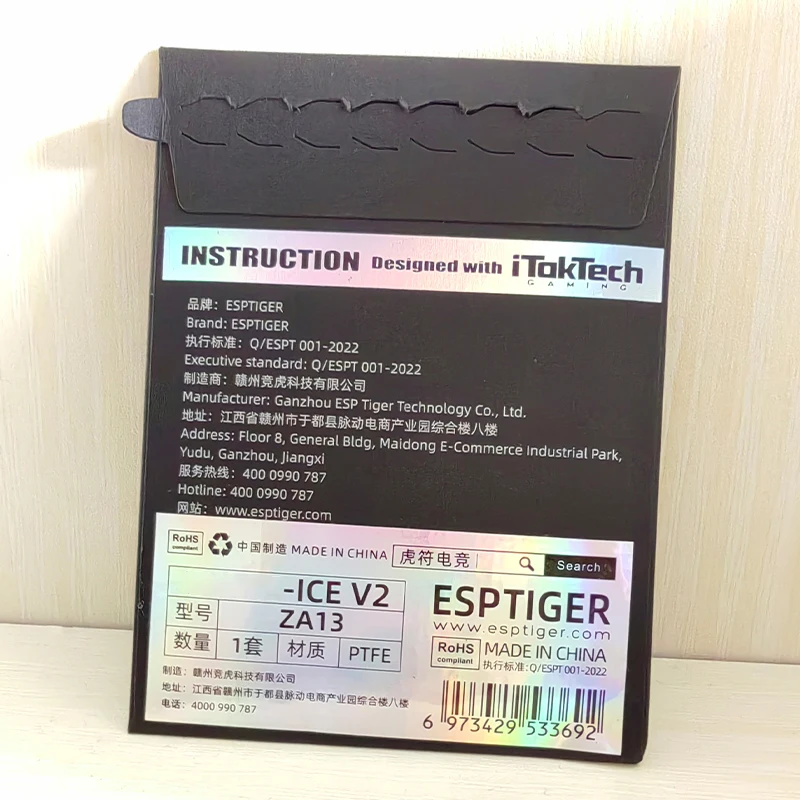 INSTRUCTION Designed with iTakTech
GAMING
品牌：ESPTIGER
Brand: ESPTIGER
执行标准：Q/ESPT 001-2022
Executive standard: Q/ESPT 001-2022
制造商：赣州竞虎科技有限公司
Manufacturer: Ganzhou ESP Tiger Technology Co., Ltd.
地址：江西省赣州市于都县脉动电商产业园综合楼八楼
Address: Floor 8, General Bldg, Maidong E-Commerce Industrial Park,
Yudu, Ganzhou, Jiangxi
服务热线：400 0990 787
Hotline: 400 0990 787
网站：www.esptiger.com
RoHS
compliant
中国制造 MADE IN CHINA
虎符电竞
Search
-ICE V2
型号 ZA13
数量 1套 材质 PTFE
ESPTIGER
www.esptiger.com
RoHS
compliant
MADE IN CHINA
执行标准:Q/ESPT 001-2022
制造：赣州竞虎科技有限公司
地址：江西省赣州市于都县脉动电商产业园综合楼八楼
电话：4000 990 787
6 973429 533692